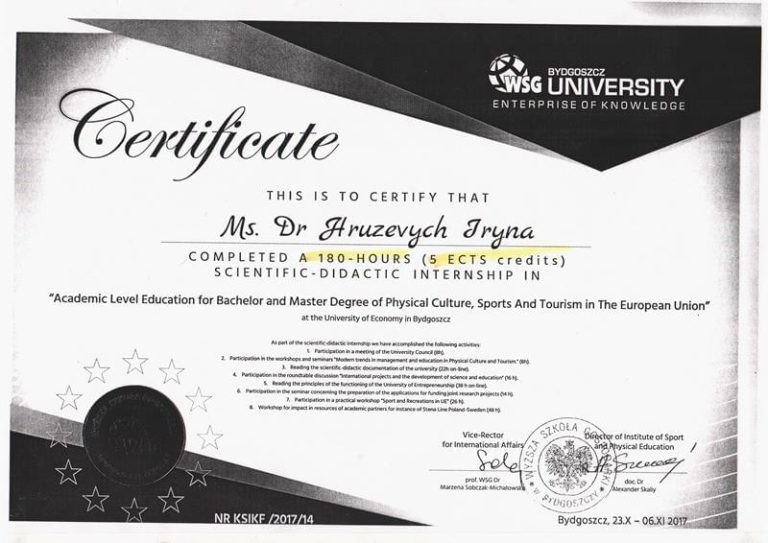 WSG BYDGOSZCZ UNIVERSITY
ENTERPRISE OF KNOWLEDGE
Certificate
THIS IS TO CERTIFY THAT
Ms. Dr Hruzevych Iryna
COMPLETED A 180-HOURS (5 ECTS credits)
SCIENTIFIC-DIDACTIC INTERNSHIP IN
"Academic Level Education for Bachelor and Master Degree of Physical Culture, Sports And Tourism in The European Union"
at the University of Economy in Bydgoszcz
As part of the scientific-didactic internship we have accomplished the following activities:
1. Participation in a meeting of the University Council (8h).
2. Participation in the workshops and seminars "Modern trends in management and education in Physical Culture and Tourism." (8h).
3. Reading the scientific-didactic documentation of the university (22h on-line).
4. Participation in the roundtable discussion "International projects and the development of science and education" (16 h).
5. Reading the principles of the functioning of University of Entrepreneurship (38 h on-line).
6. Participation in the seminar concerning the preparation of the applications for funding joint research projects (14 h).
7. Participation in a practical workshop "Sport and Recreations in UE" (26 h).
8. Workshop for impact in resources of academic partners for instance of Stena Line Poland-Sweden (48 h).
Vice-Rector
for International Affairs
prof. WSG Dr
Marzena Sobczak-Michałowska
Director of Institute of Sport
and Physical Education
doc. Dr
Alexander Skaliy
WYŻSZA SZKOŁA GOSPODARKI
W BYDGOSZCZY
NR KSIKF /2017/14
Bydgoszcz, 23.X - 06.XI 2017